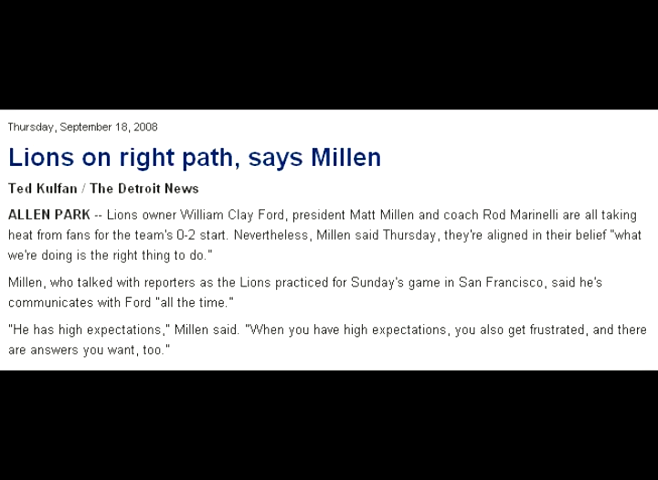 Thursday, September 18, 2008
Lions on right path, says Millen
Ted Kulfan / The Detroit News
ALLEN PARK -- Lions owner William Clay Ford, president Matt Millen and coach Rod Marinelli are all taking
heat from fans for the team's 0-2 start. Nevertheless, Millen said Thursday, they're aligned in their belief "what
we're doing is the right thing to do."
Millen, who talked with reporters as the Lions practiced for Sunday's game in San Francisco, said he's
communicates with Ford "all the time."
"He has high expectations," Millen said. "When you have high expectations, you also get frustrated, and there
are answers you want, too."